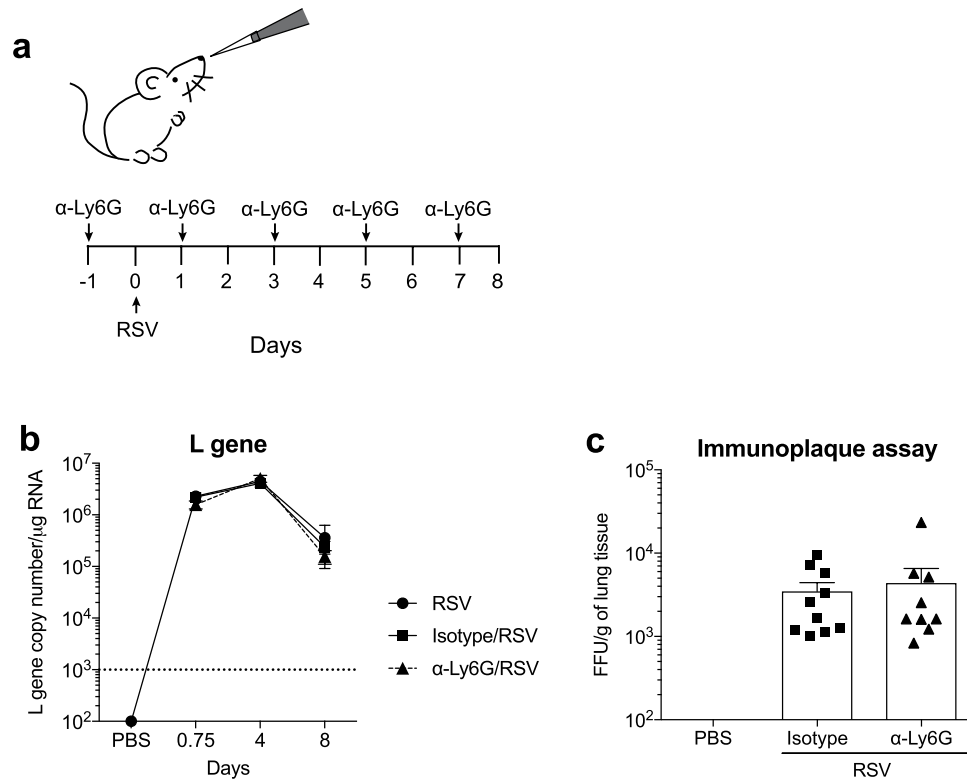 a
α-Ly6G α-Ly6G α-Ly6G α-Ly6G α-Ly6G
-1 0 1 2 3 4 5 6 7 8
RSV
Days
b
L gene
L gene copy number/µg RNA
10⁷
10⁶
10⁵
10⁴
10³
10²
PBS 0.75 4 8
Days
RSV
Isotype/RSV
α-Ly6G/RSV
c
Immunoplaque assay
FFU/g of lung tissue
10⁵
10⁴
10³
10²
PBS Isotype α-Ly6G
RSV